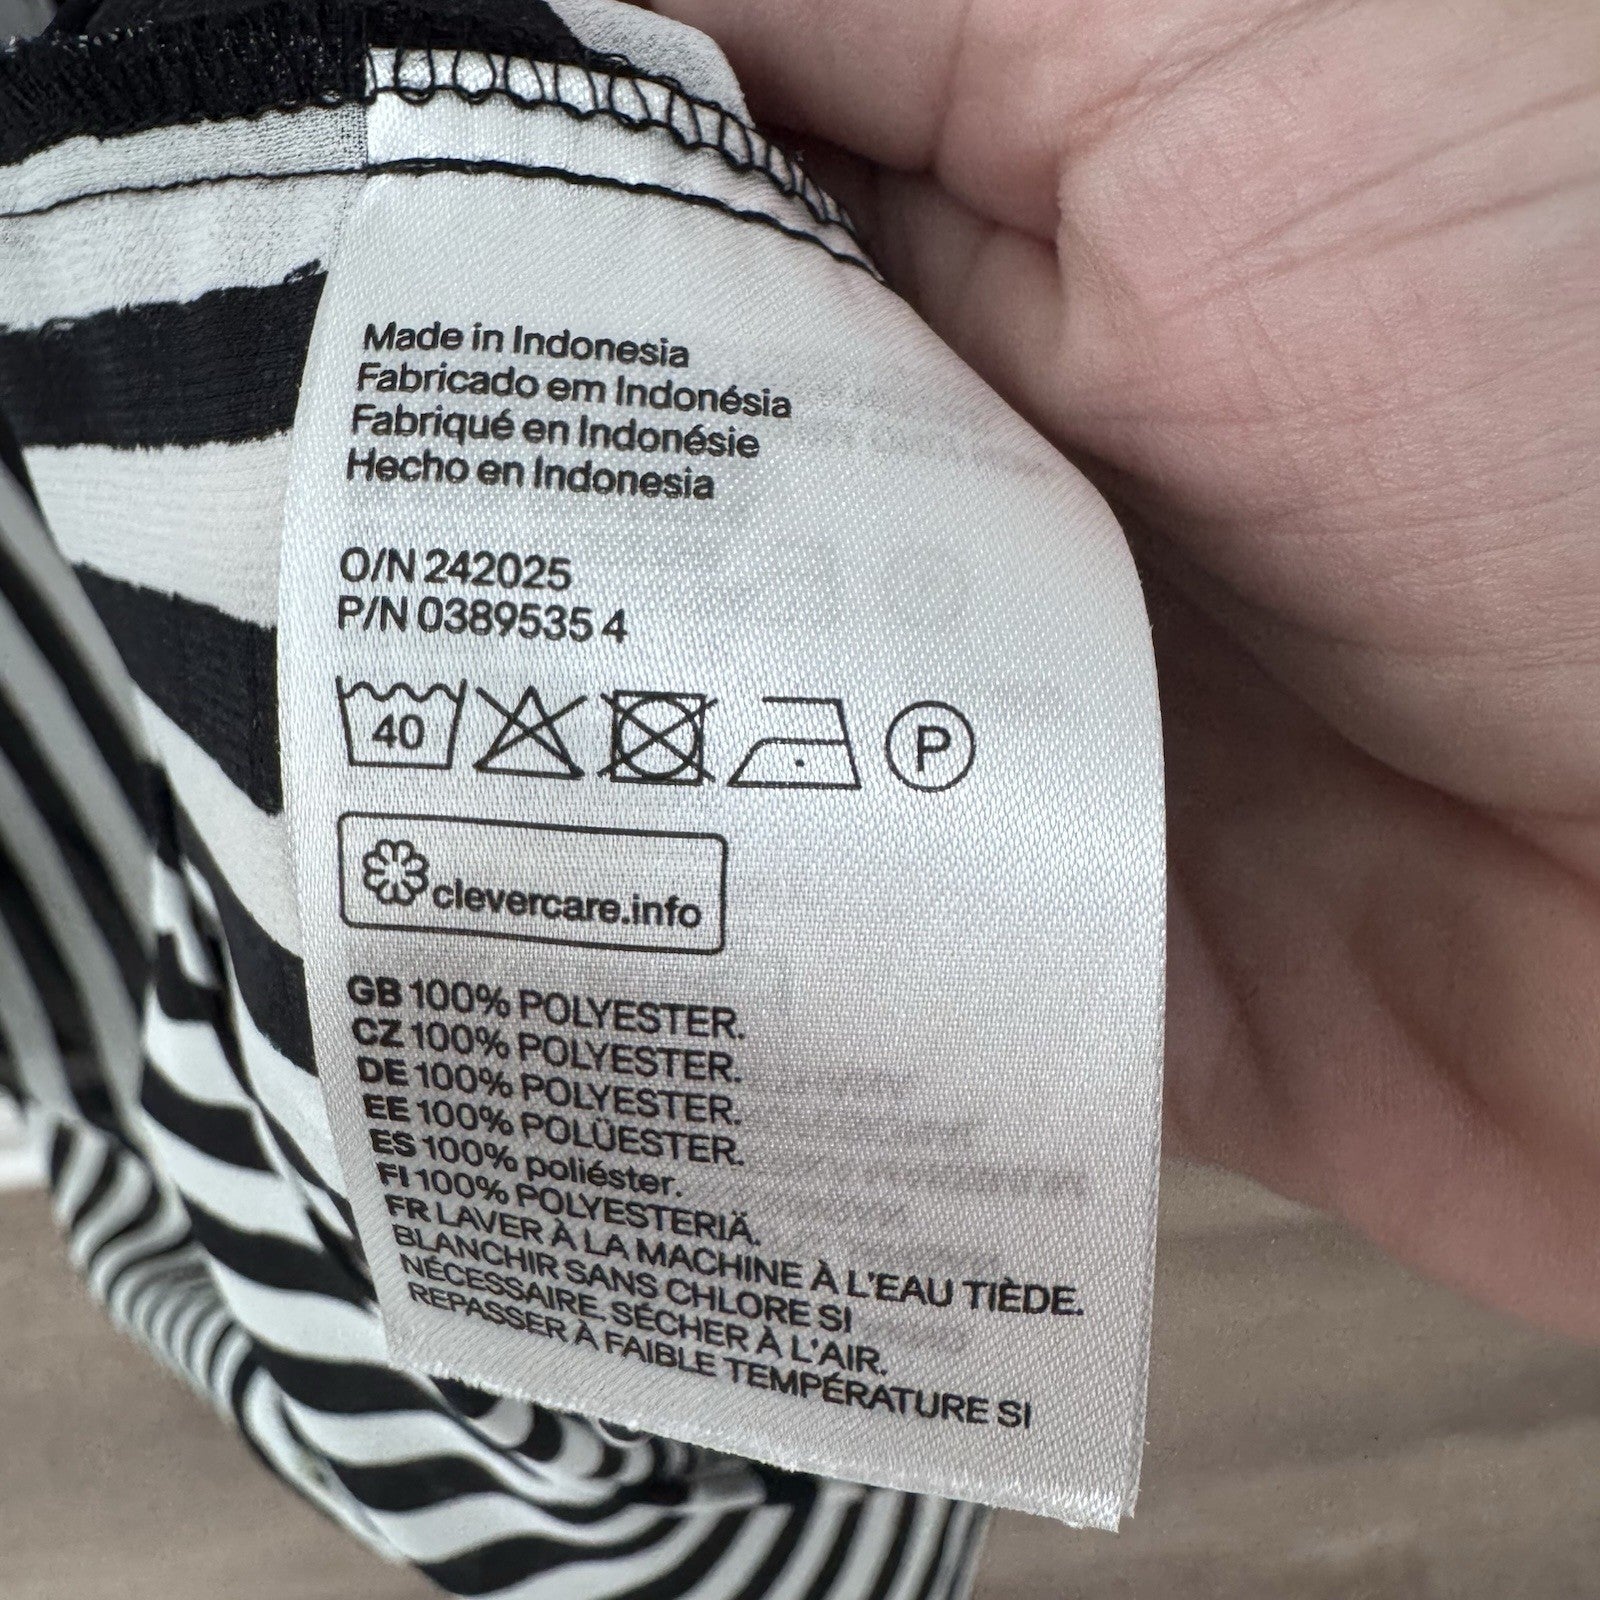 Made in Indonesia
Fabricado em Indonésia
Fabriqué en Indonésie
Hecho en Indonesia
O/N 242025
P/N 0389535 4
40
P
clevercare.info
GB 100% POLYESTER.
CZ 100% POLYESTER.
DE 100% POLYESTER.
EE 100% POLÜESTER.
ES 100% poliéster.
FI 100% POLYESTERIÄ.
FR LAVER À LA MACHINE À L'EAU TIÈDE.
BLANCHIR SANS CHLORE SI
NÉCESSAIRE. SÉCHER À L'AIR.
REPASSER À FAIBLE TEMPÉRATURE SI